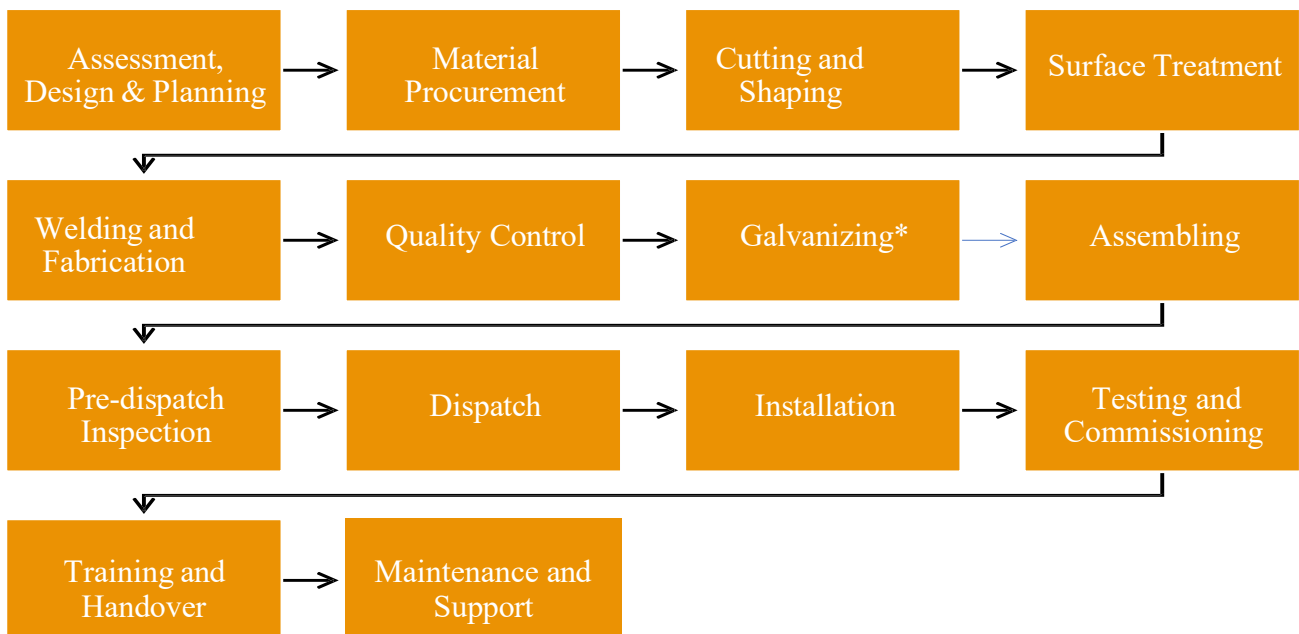 Assessment,
Design & Planning
Material
Procurement
Cutting and
Shaping
Surface Treatment
Welding and
Fabrication
Quality Control
Galvanizing*
Assembling
Pre-dispatch
Inspection
Dispatch
Installation
Testing and
Commissioning
Training and
Handover
Maintenance and
Support